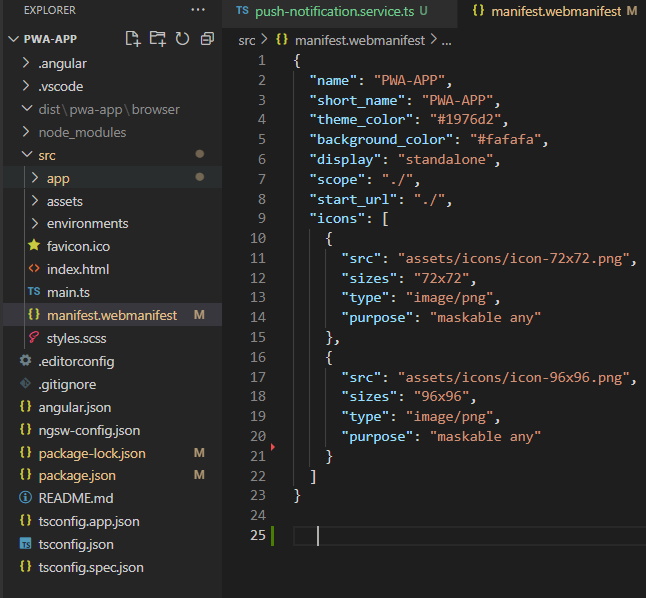 EXPLORER ...
TS push-notification.service.ts U {} manifest.webmanifest M
PWA-APP
src > {} manifest.webmanifest > ...
.angular
.vscode
dist\pwa-app\browser
node_modules
src
app
assets
environments
favicon.ico
<> index.html
TS main.ts
{} manifest.webmanifest M
styles.scss
.editorconfig
.gitignore
{} angular.json
{} ngsw-config.json
{} package-lock.json M
{} package.json M
README.md
{} tsconfig.app.json
TS tsconfig.json
{} tsconfig.spec.json
1 {
2 "name": "PWA-APP",
3 "short_name": "PWA-APP",
4 "theme_color": "#1976d2",
5 "background_color": "#fafafa",
6 "display": "standalone",
7 "scope": "./",
8 "start_url": "./",
9 "icons": [
10 {
11 "src": "assets/icons/icon-72x72.png",
12 "sizes": "72x72",
13 "type": "image/png",
14 "purpose": "maskable any"
15 },
16 {
17 "src": "assets/icons/icon-96x96.png",
18 "sizes": "96x96",
19 "type": "image/png",
20 "purpose": "maskable any"
21 }
22 ]
23 }
24
25